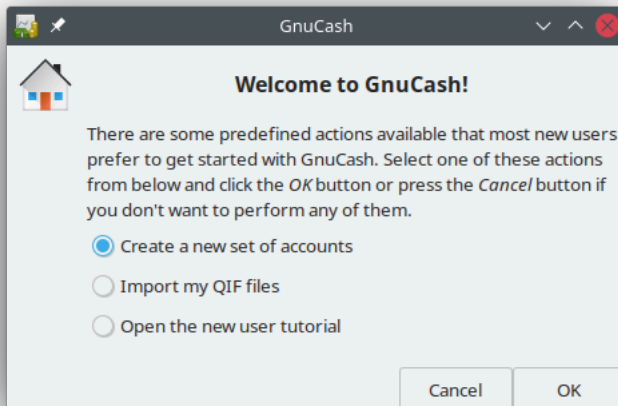 GnuCash
Welcome to GnuCash!
There are some predefined actions available that most new users
prefer to get started with GnuCash. Select one of these actions
from below and click the OK button or press the Cancel button if
you don't want to perform any of them.
Create a new set of accounts
Import my QIF files
Open the new user tutorial
Cancel OK